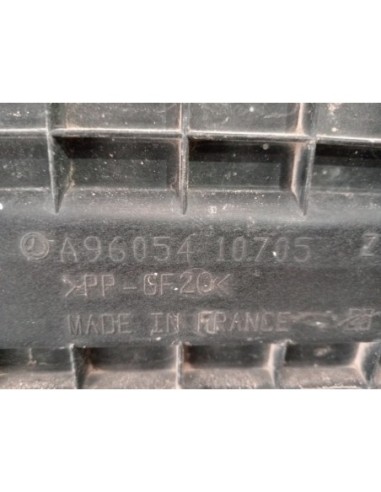 A96054 10705 Z
>PP-GF20<
MADE IN FRANCE